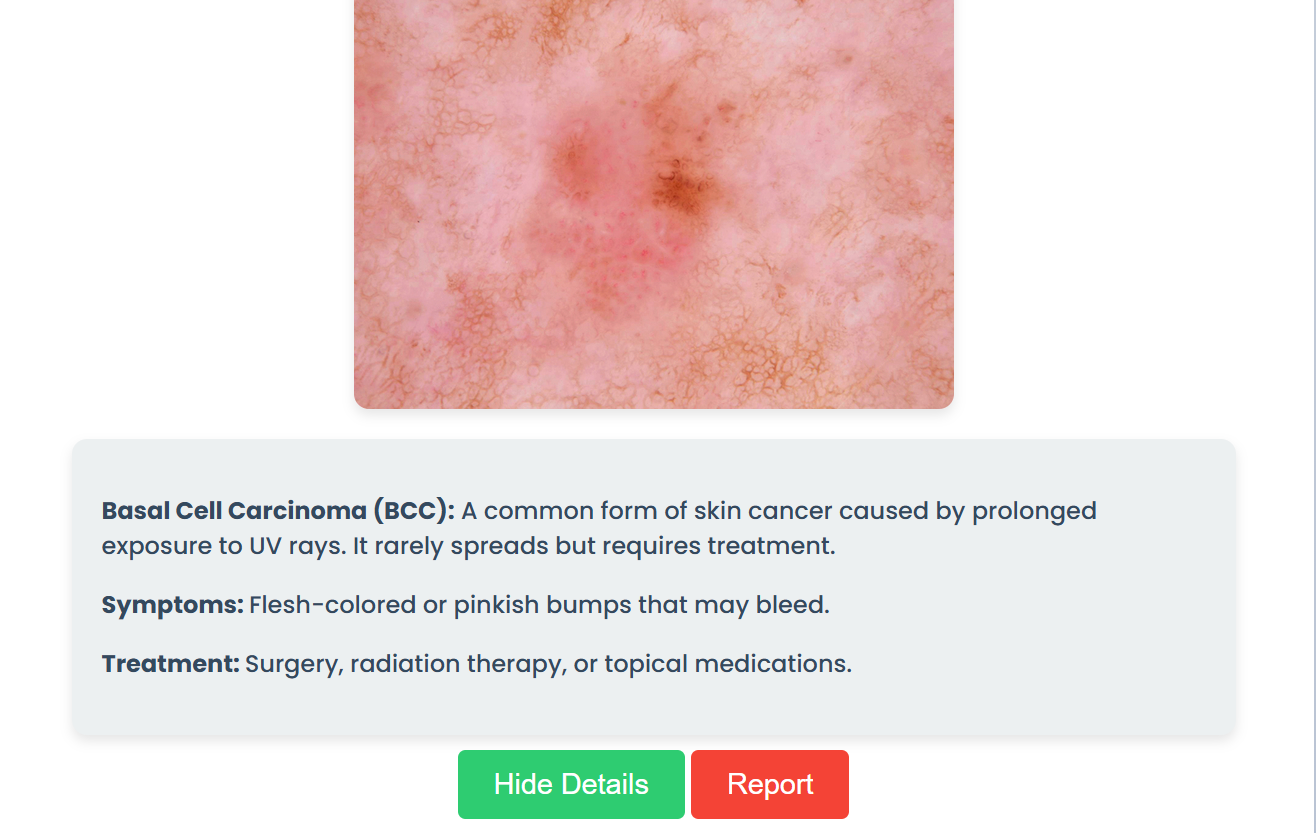 Basal Cell Carcinoma (BCC): A common form of skin cancer caused by prolonged
exposure to UV rays. It rarely spreads but requires treatment.
Symptoms: Flesh-colored or pinkish bumps that may bleed.
Treatment: Surgery, radiation therapy, or topical medications.
Hide Details Report